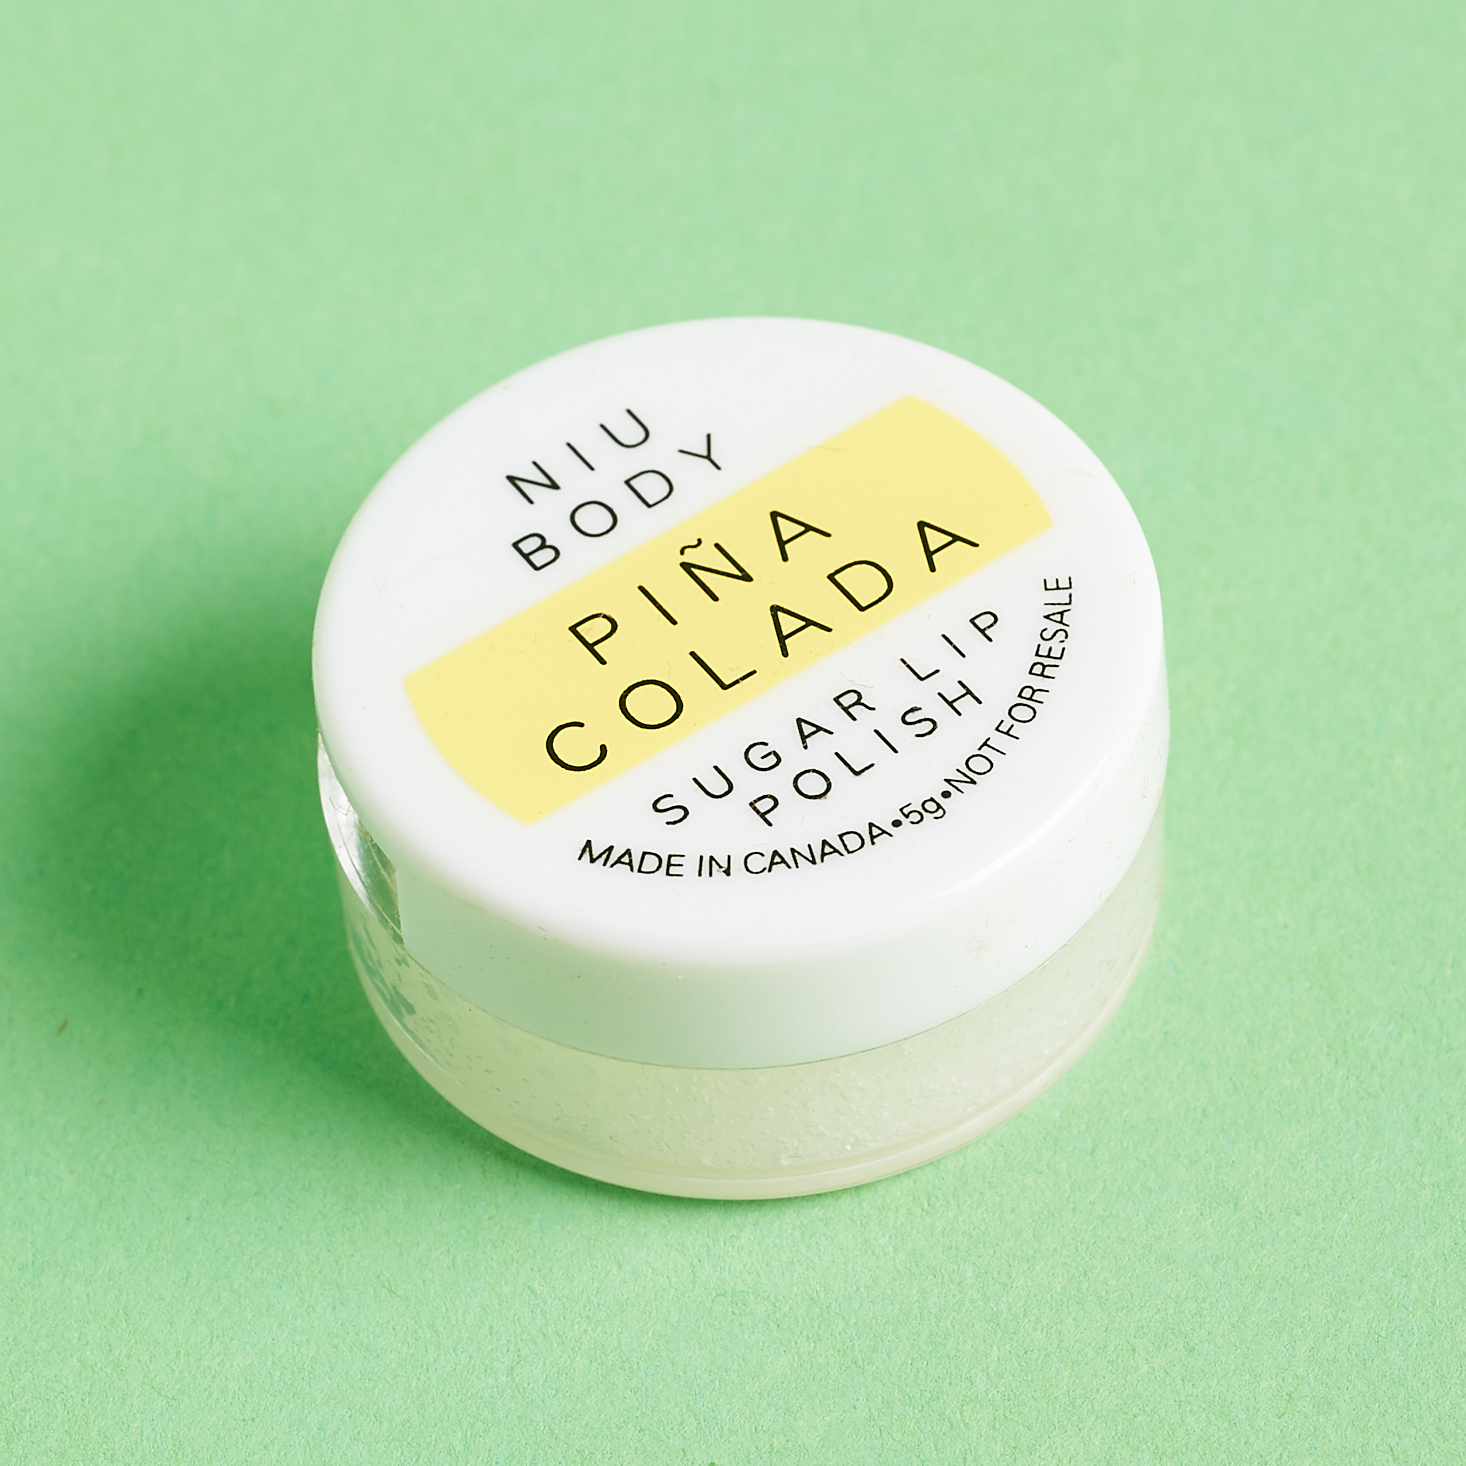 NIU
BODY
PIÑA
COLADA
SUGAR LIP
POLISH
MADE IN CANADA•5g•NOT FOR RESALE